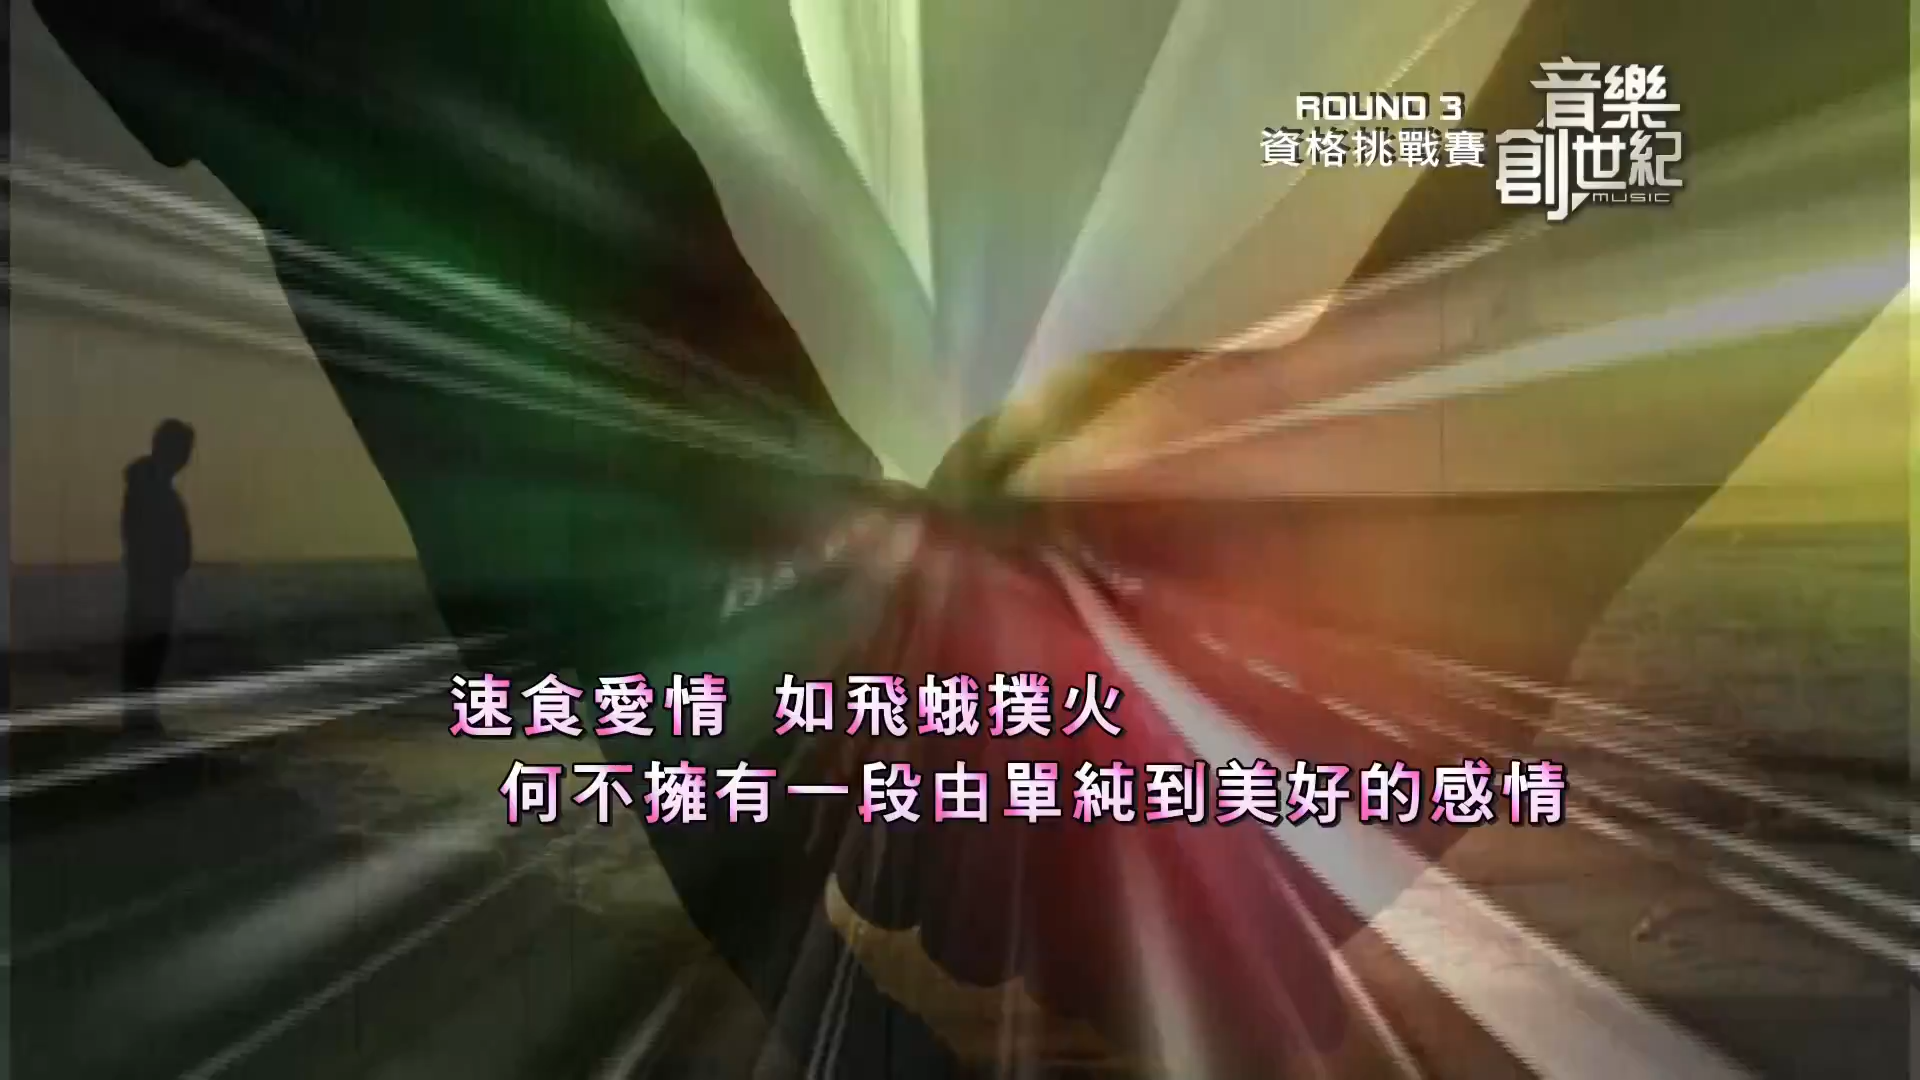 ROUND 3
資格挑戰賽
音樂
創世紀
MUSIC
速食愛情 如飛蛾撲火
何不擁有一段由單純到美好的感情